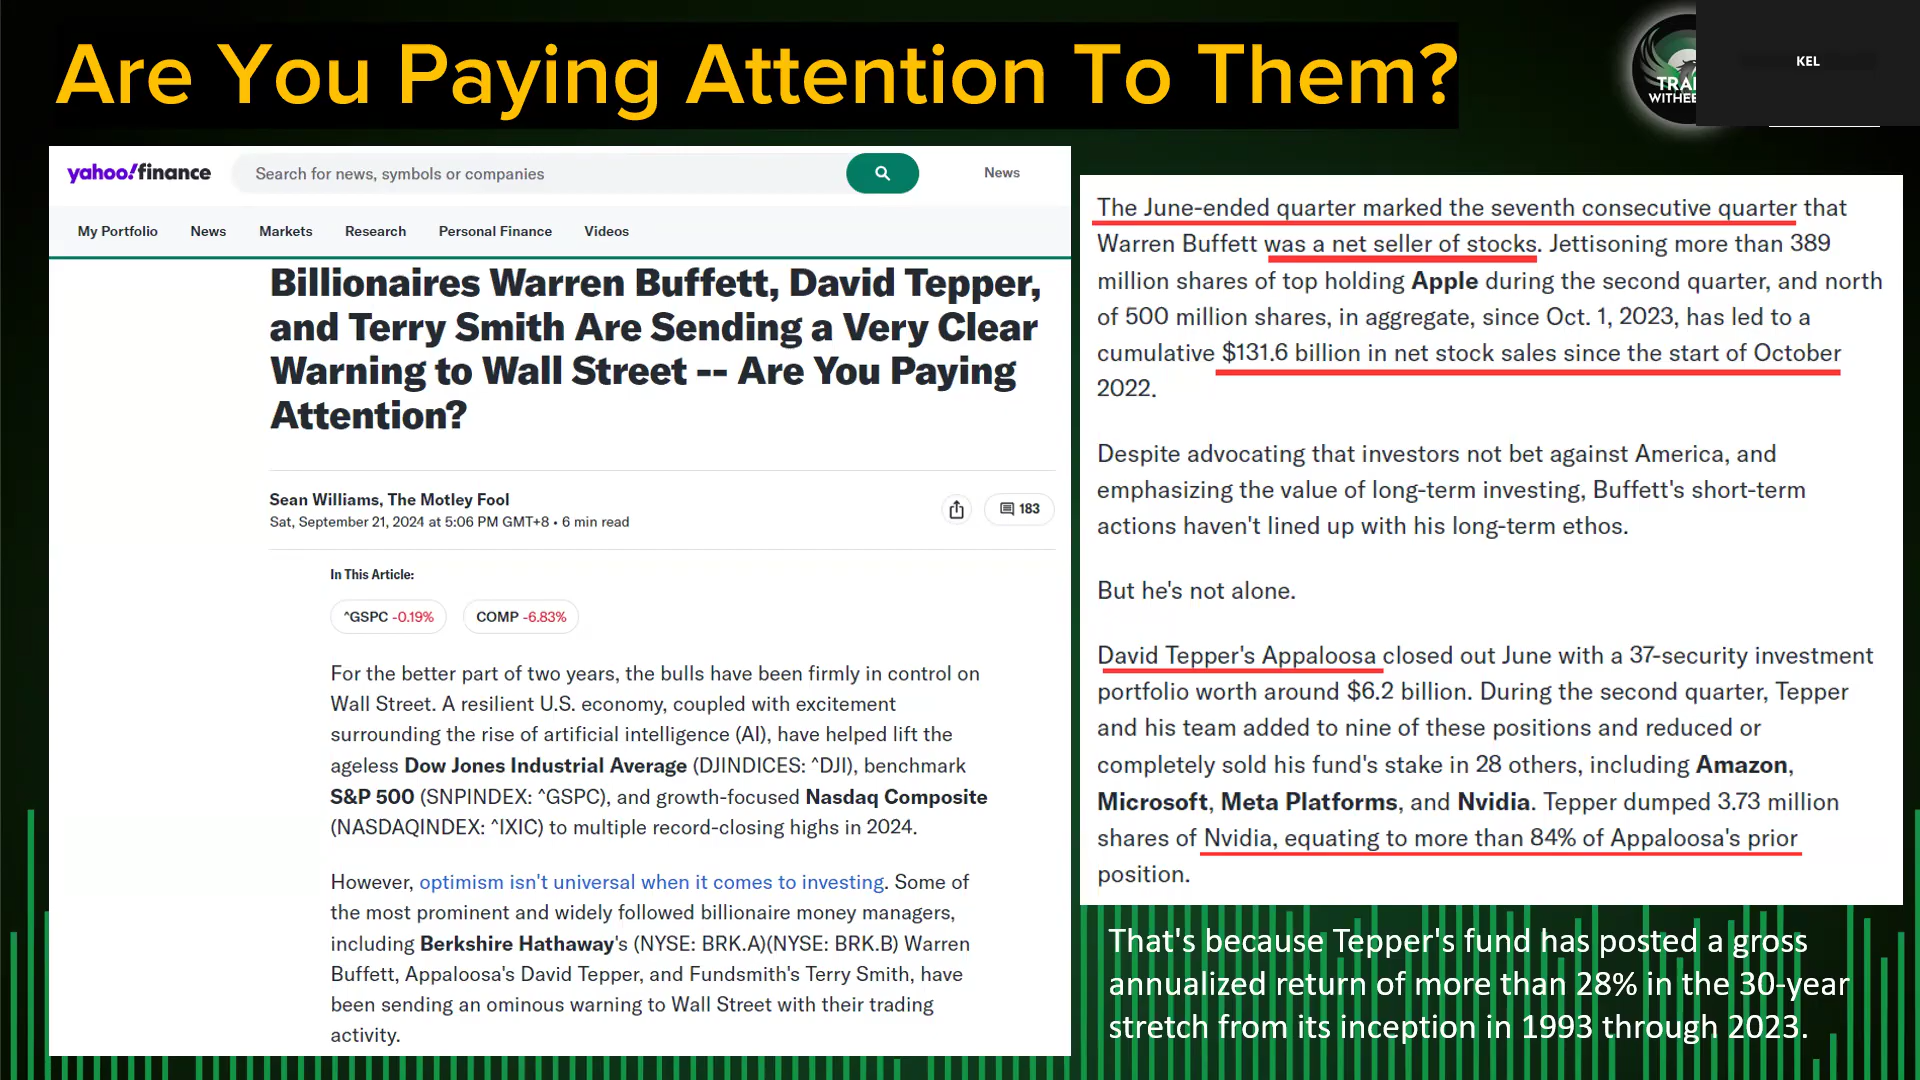 Are You Paying Attention To Them?
KEL
yahoo!finance
Search for news, symbols or companies
News
My Portfolio
News
Markets
Research
Personal Finance
Videos
Billionaires Warren Buffett, David Tepper,
and Terry Smith Are Sending a Very Clear
Warning to Wall Street -- Are You Paying
Attention?
Sean Williams, The Motley Fool
Sat, September 21, 2024 at 5:06 PM GMT+8 • 6 min read
183
In This Article:
^GSPC -0.19%
COMP -6.83%
For the better part of two years, the bulls have been firmly in control on
Wall Street. A resilient U.S. economy, coupled with excitement
surrounding the rise of artificial intelligence (AI), have helped lift the
ageless Dow Jones Industrial Average (DJINDICES: ^DJI), benchmark
S&P 500 (SNPINDEX: ^GSPC), and growth-focused Nasdaq Composite
(NASDAQINDEX: ^IXIC) to multiple record-closing highs in 2024.
However, optimism isn't universal when it comes to investing. Some of
the most prominent and widely followed billionaire money managers,
including Berkshire Hathaway's (NYSE: BRK.A)(NYSE: BRK.B) Warren
Buffett, Appaloosa's David Tepper, and Fundsmith's Terry Smith, have
been sending an ominous warning to Wall Street with their trading
activity.
The June-ended quarter marked the seventh consecutive quarter that
Warren Buffett was a net seller of stocks. Jettisoning more than 389
million shares of top holding Apple during the second quarter, and north
of 500 million shares, in aggregate, since Oct. 1, 2023, has led to a
cumulative $131.6 billion in net stock sales since the start of October
2022.
Despite advocating that investors not bet against America, and
emphasizing the value of long-term investing, Buffett's short-term
actions haven't lined up with his long-term ethos.
But he's not alone.
David Tepper's Appaloosa closed out June with a 37-security investment
portfolio worth around $6.2 billion. During the second quarter, Tepper
and his team added to nine of these positions and reduced or
completely sold his fund's stake in 28 others, including Amazon,
Microsoft, Meta Platforms, and Nvidia. Tepper dumped 3.73 million
shares of Nvidia, equating to more than 84% of Appaloosa's prior
position.
That's because Tepper's fund has posted a gross
annualized return of more than 28% in the 30-year
stretch from its inception in 1993 through 2023.